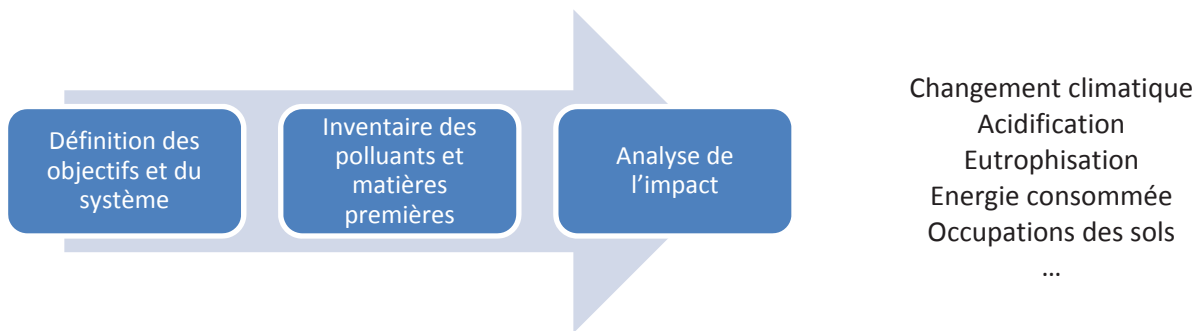 Définition des
objectifs et du
système
Inventaire des
polluants et
matières
premières
Analyse de
l’impact
Changement climatique
Acidification
Eutrophisation
Energie consommée
Occupations des sols
…